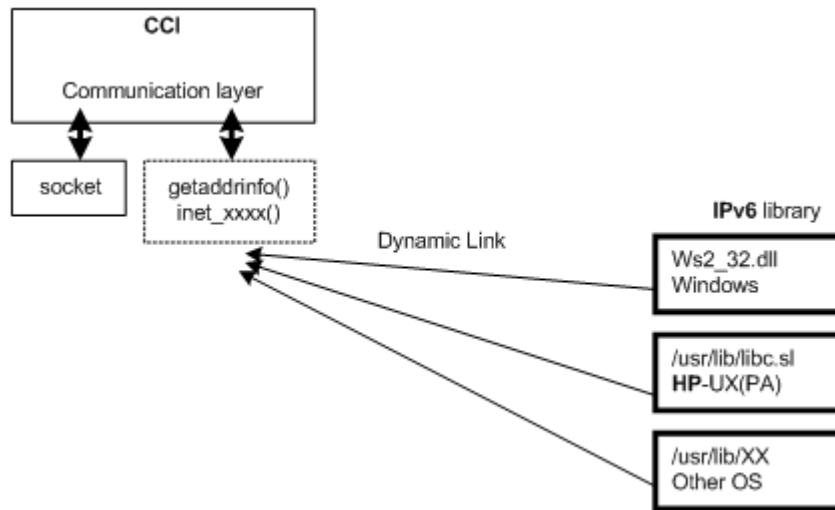 CCI
Communication layer
socket
getaddrinfo()
inet_xxxx()
Dynamic Link
IPv6 library
Ws2_32.dll
Windows
/usr/lib/libc.sl
HP-UX(PA)
/usr/lib/XX
Other OS